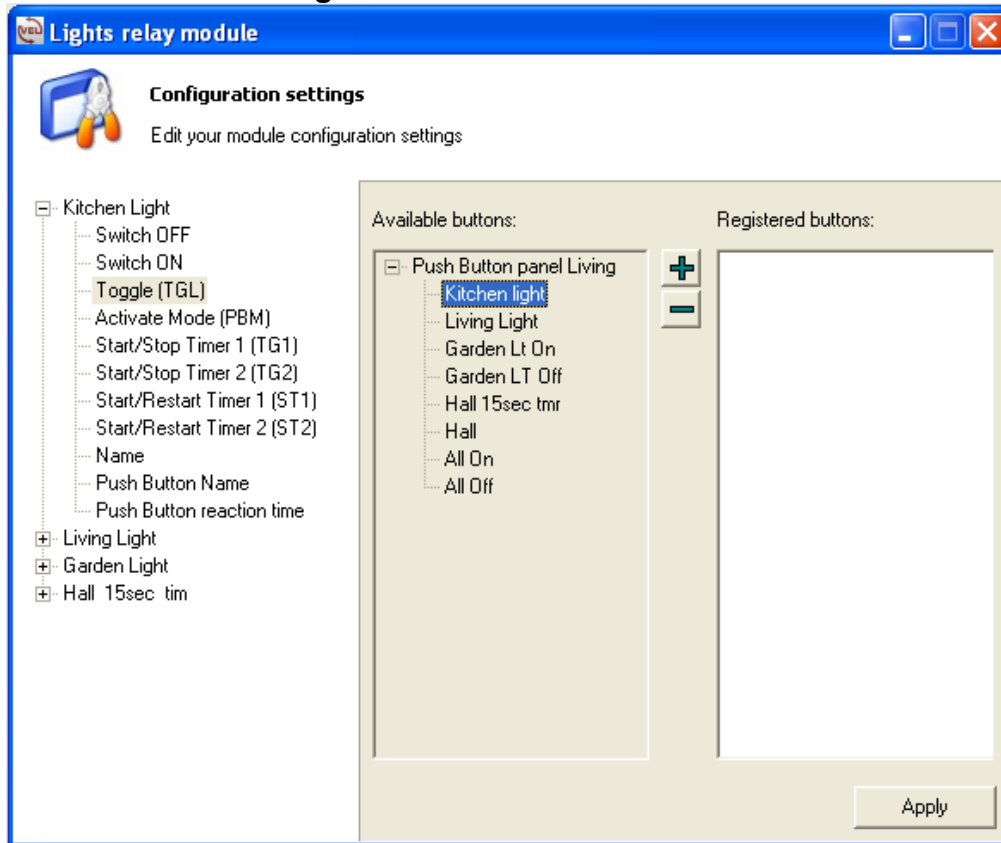 Lights relay module
Configuration settings
Edit your module configuration settings
Kitchen Light
Switch OFF
Switch ON
Toggle (TGL)
Activate Mode (PBM)
Start/Stop Timer 1 (TG1)
Start/Stop Timer 2 (TG2)
Start/Restart Timer 1 (ST1)
Start/Restart Timer 2 (ST2)
Name
Push Button Name
Push Button reaction time
Living Light
Garden Light
Hall 15sec tim
Available buttons:
Push Button panel Living
Kitchen light
Living Light
Garden Lt On
Garden LT Off
Hall 15sec tmr
Hall
All On
All Off
Registered buttons:
Apply